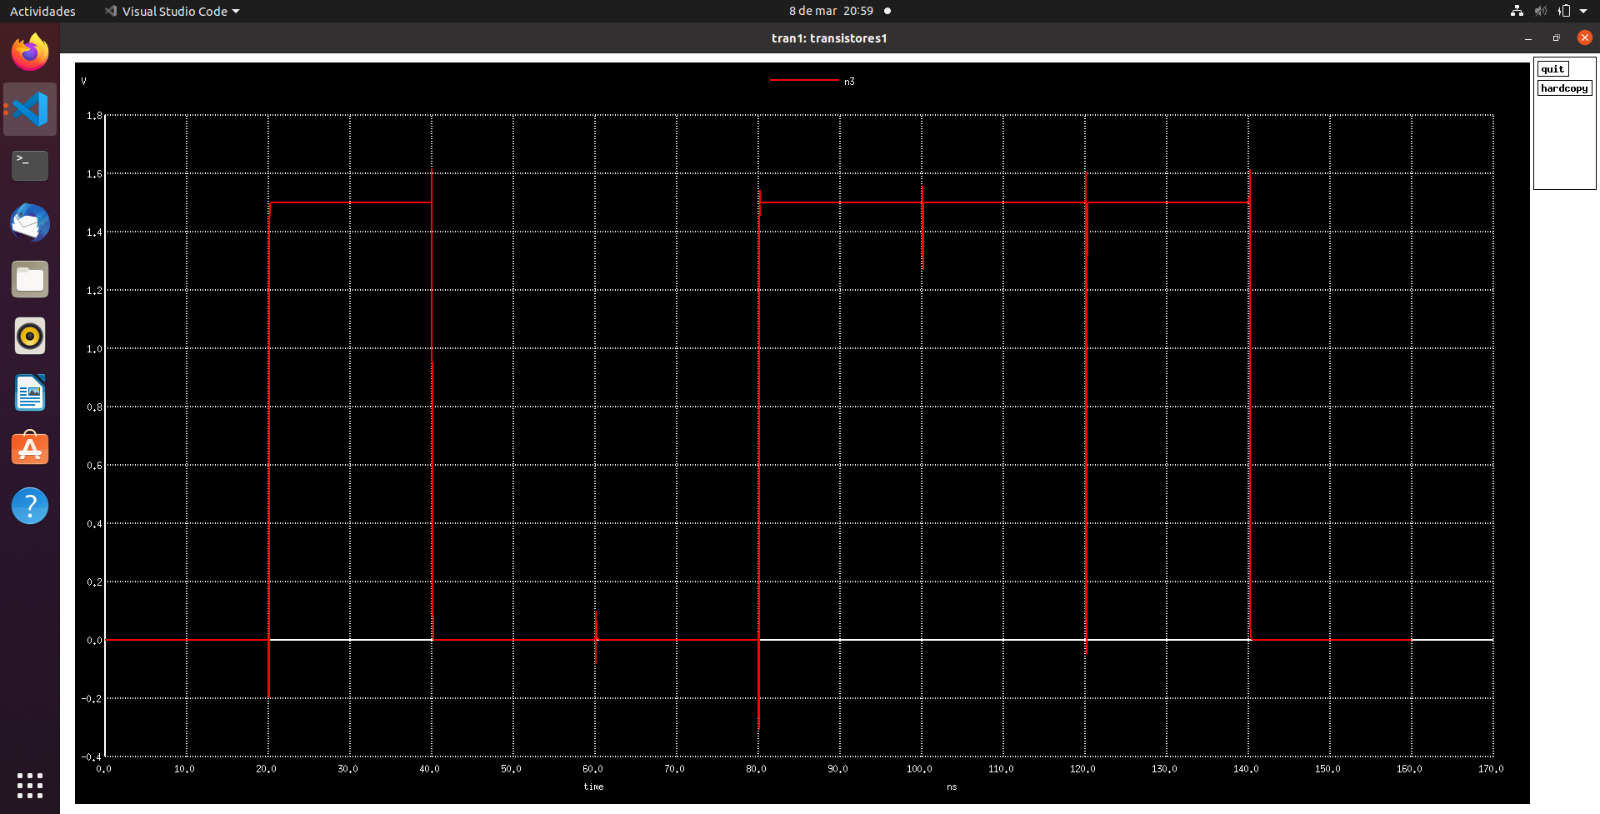 Actividades
Visual Studio Code
8 de mar 20:59
tran1: transistores1
quit
hardcopy
V
n3
1.8
1.6
1.4
1.2
1.0
0.8
0.6
0.4
0.2
0.0
-0.2
-0.4
0.0 10.0 20.0 30.0 40.0 50.0 60.0 70.0 80.0 90.0 100.0 110.0 120.0 130.0 140.0 150.0 160.0 170.0
time ns